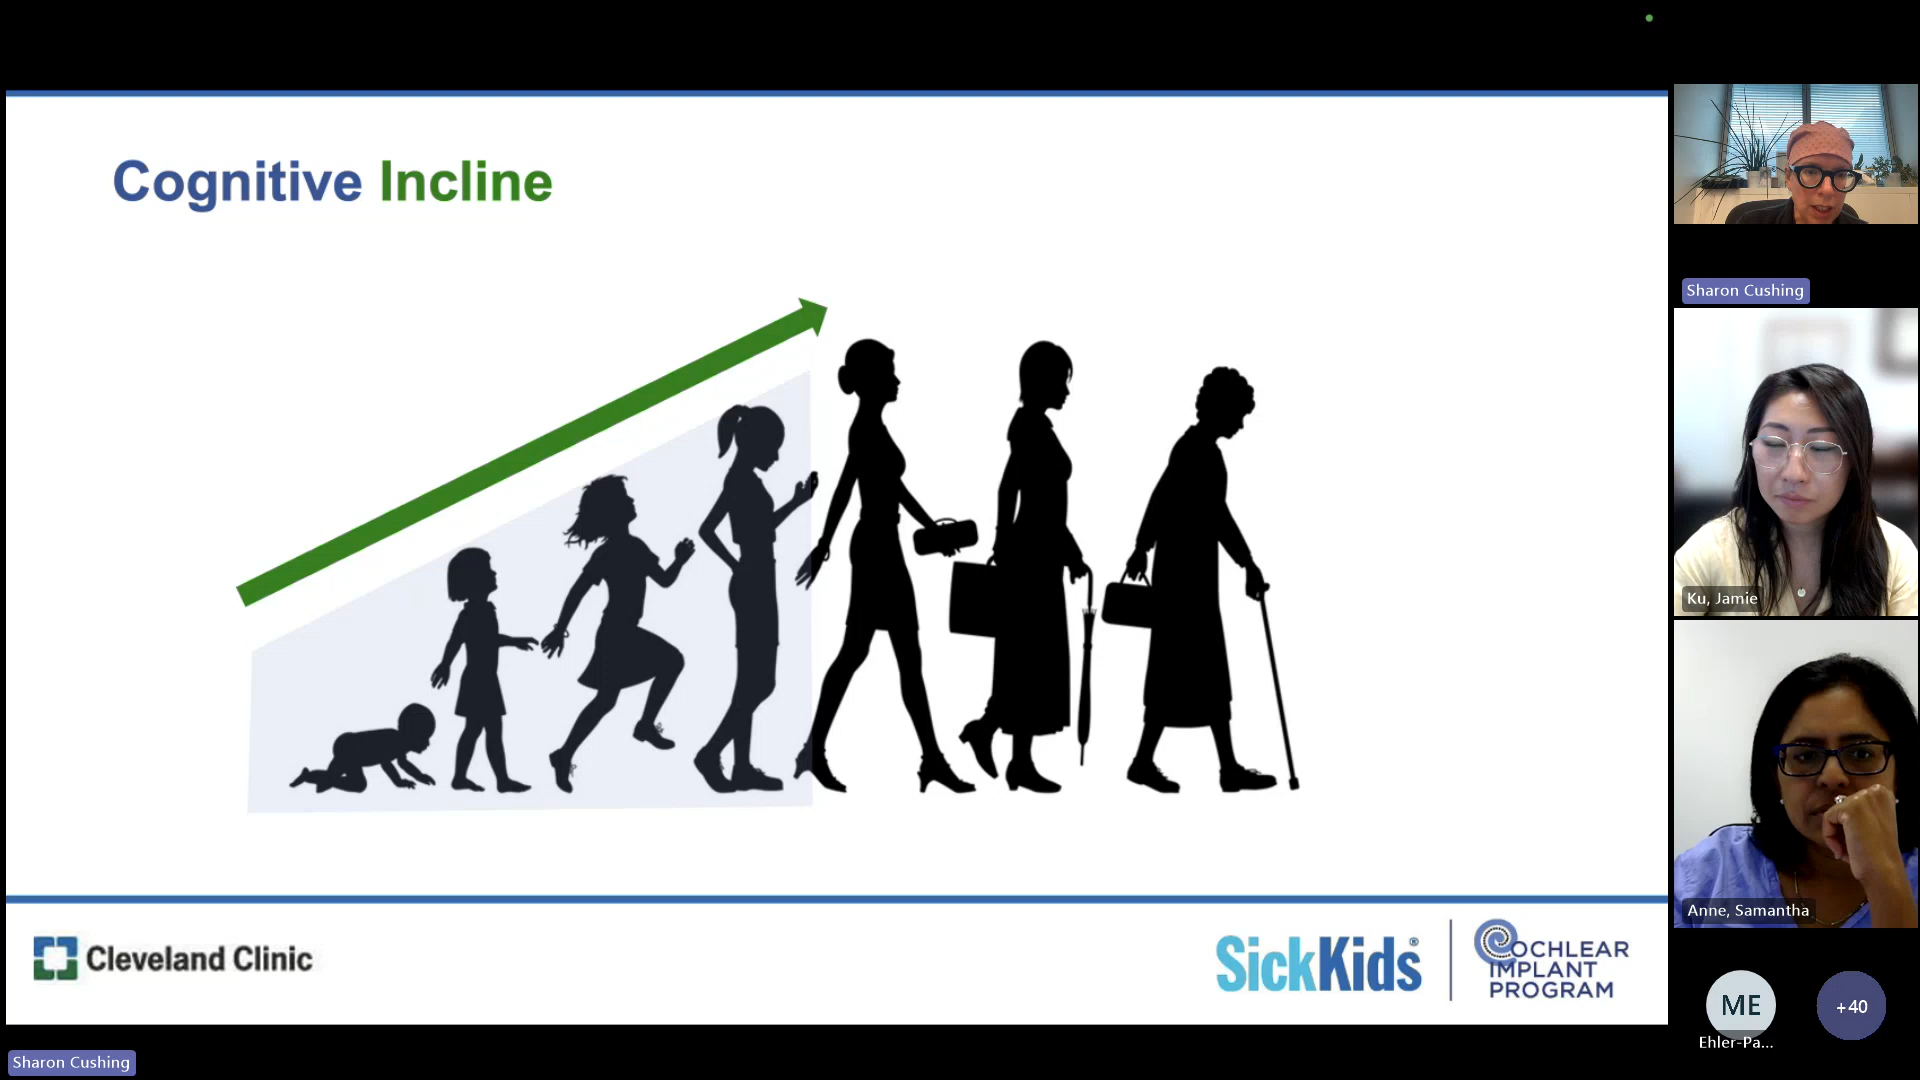 Cognitive Incline
Cleveland Clinic
SickKids®
COCHLEAR
IMPLANT
PROGRAM
Sharon Cushing
Sharon Cushing
Ku, Jamie
Anne, Samantha
ME
Ehler-Pa...
+40